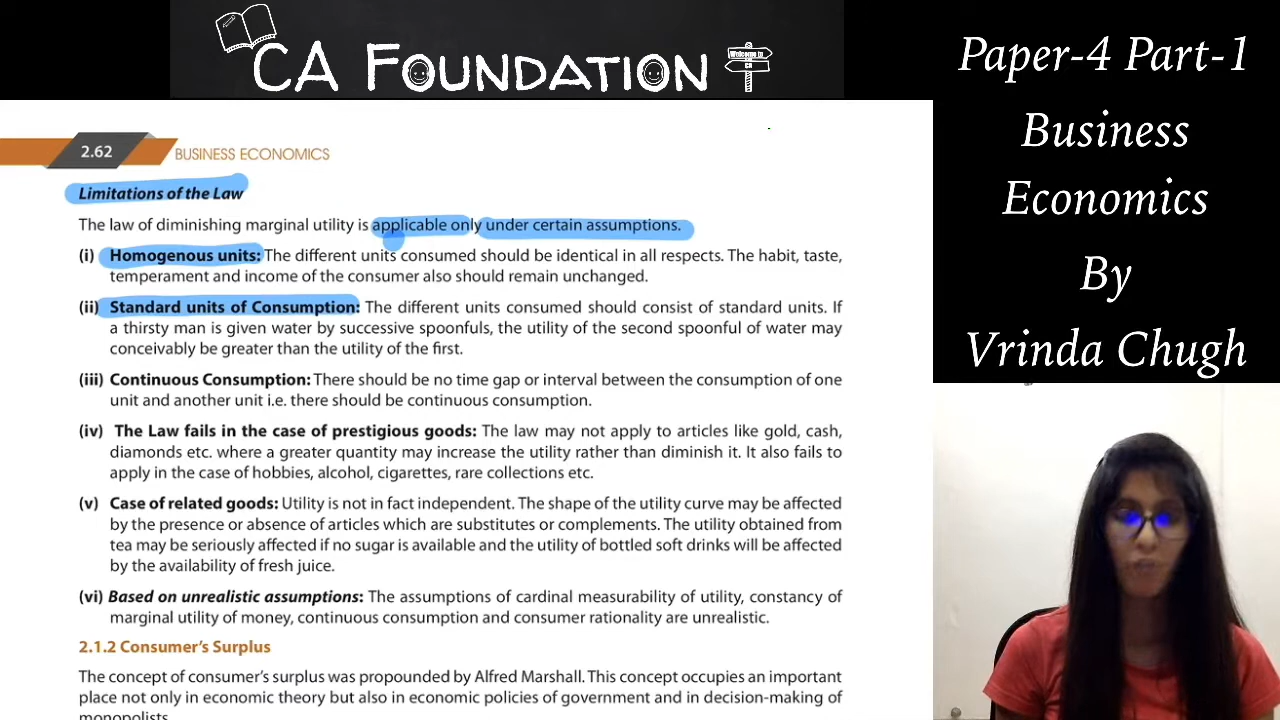 CA FOUNDATION
Welcome to
CA
Paper-4 Part-1
Business
Economics
By
Vrinda Chugh
2.62
BUSINESS ECONOMICS
Limitations of the Law
The law of diminishing marginal utility is applicable only under certain assumptions.
(i) Homogenous units: The different units consumed should be identical in all respects. The habit, taste,
temperament and income of the consumer also should remain unchanged.
(ii) Standard units of Consumption: The different units consumed should consist of standard units. If
a thirsty man is given water by successive spoonfuls, the utility of the second spoonful of water may
conceivably be greater than the utility of the first.
(iii) Continuous Consumption: There should be no time gap or interval between the consumption of one
unit and another unit i.e. there should be continuous consumption.
(iv) The Law fails in the case of prestigious goods: The law may not apply to articles like gold, cash,
diamonds etc. where a greater quantity may increase the utility rather than diminish it. It also fails to
apply in the case of hobbies, alcohol, cigarettes, rare collections etc.
(v) Case of related goods: Utility is not in fact independent. The shape of the utility curve may be affected
by the presence or absence of articles which are substitutes or complements. The utility obtained from
tea may be seriously affected if no sugar is available and the utility of bottled soft drinks will be affected
by the availability of fresh juice.
(vi) Based on unrealistic assumptions: The assumptions of cardinal measurability of utility, constancy of
marginal utility of money, continuous consumption and consumer rationality are unrealistic.
2.1.2 Consumer's Surplus
The concept of consumer's surplus was propounded by Alfred Marshall. This concept occupies an important
place not only in economic theory but also in economic policies of government and in decision-making of
monopolists.